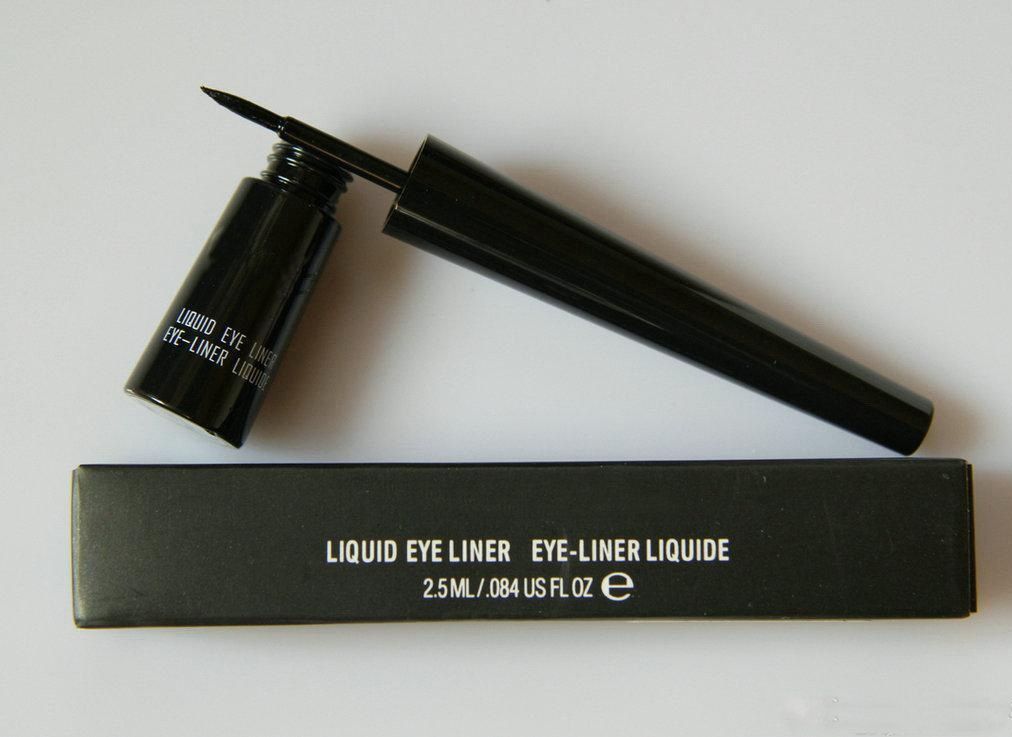 LIQUID EYE LINER
EYE-LINER LIQUIDE
LIQUID EYE LINER EYE-LINER LIQUIDE
2.5 ML/.084 US FL OZ e